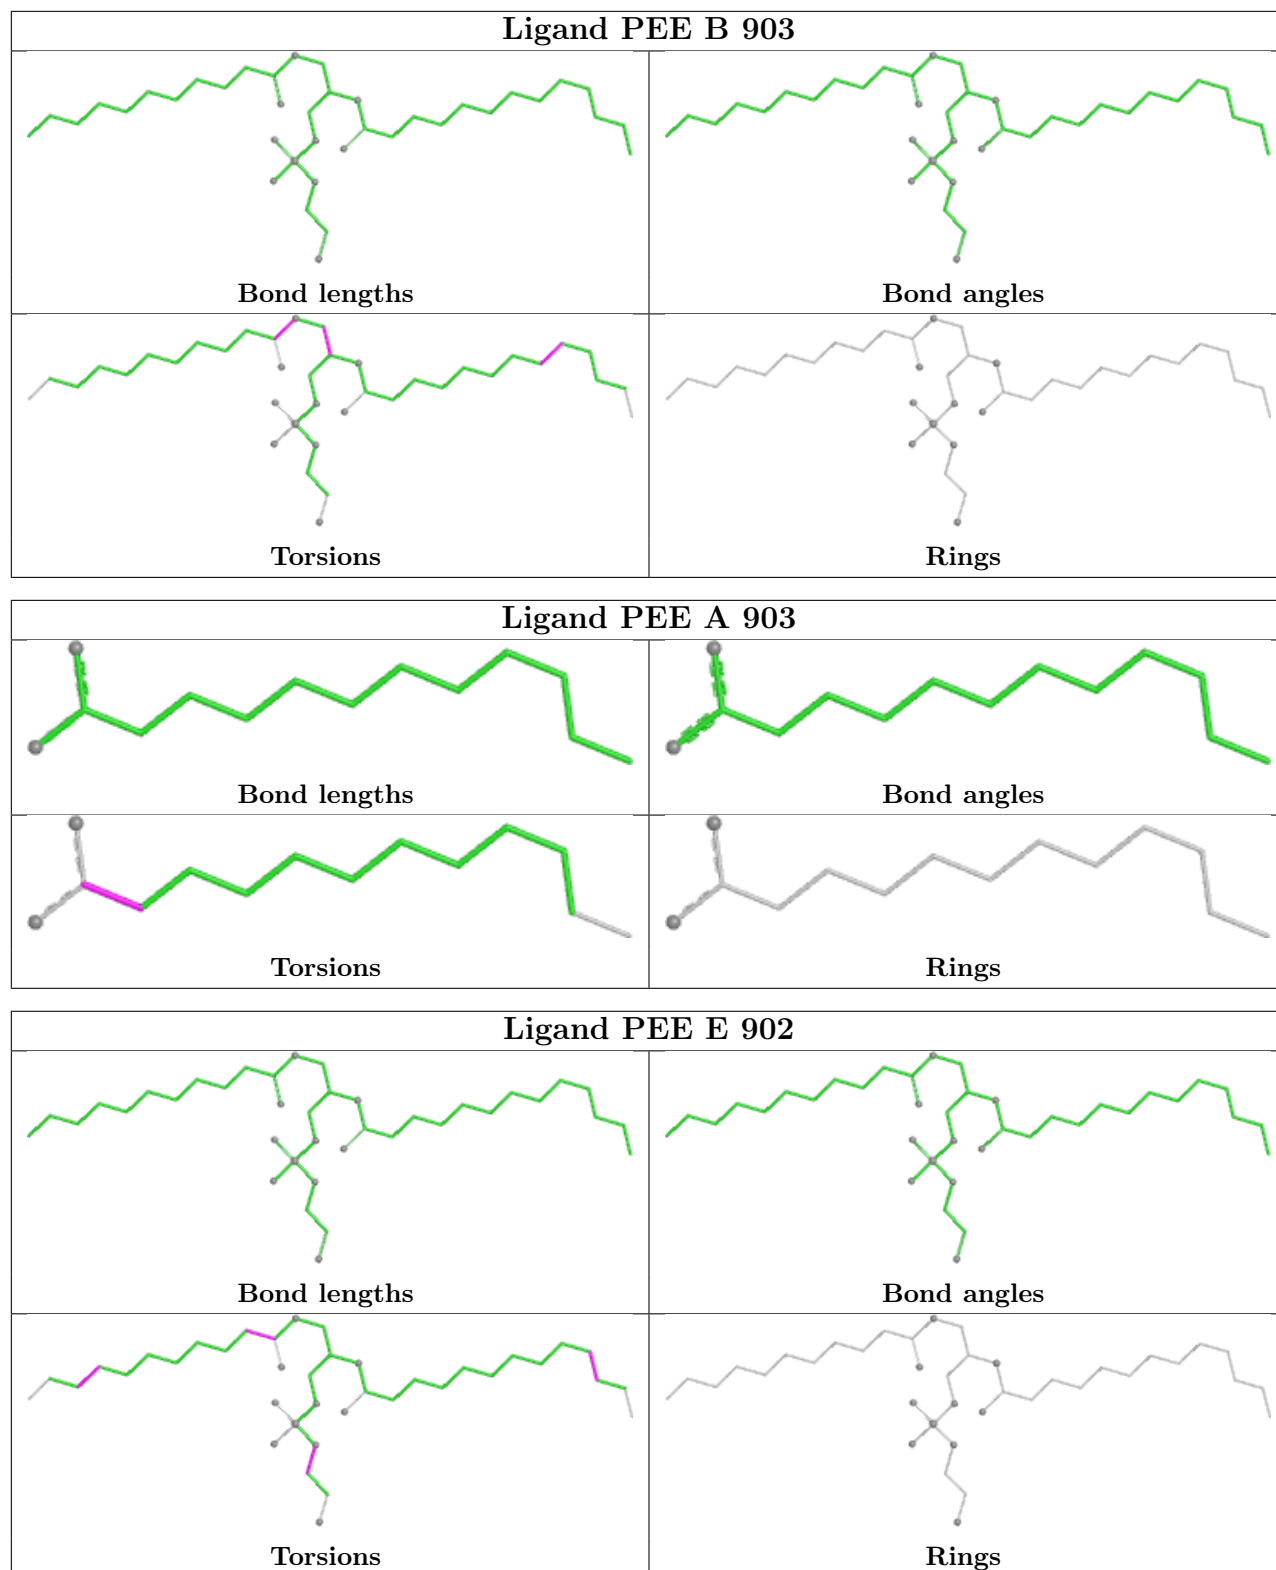 Ligand PEE B 903
Bond lengths
Bond angles
Torsions
Rings
Ligand PEE A 903
Bond lengths
Bond angles
Torsions
Rings
Ligand PEE E 902
Bond lengths
Bond angles
Torsions
Rings